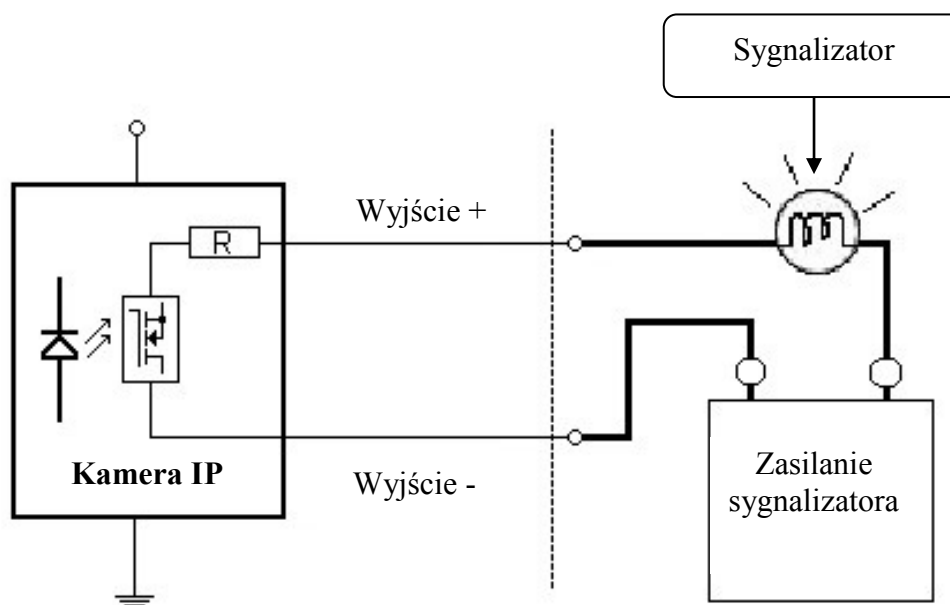 Sygnalizator
Wyjście +
R
Kamera IP
Wyjście -
Zasilanie
sygnalizatora